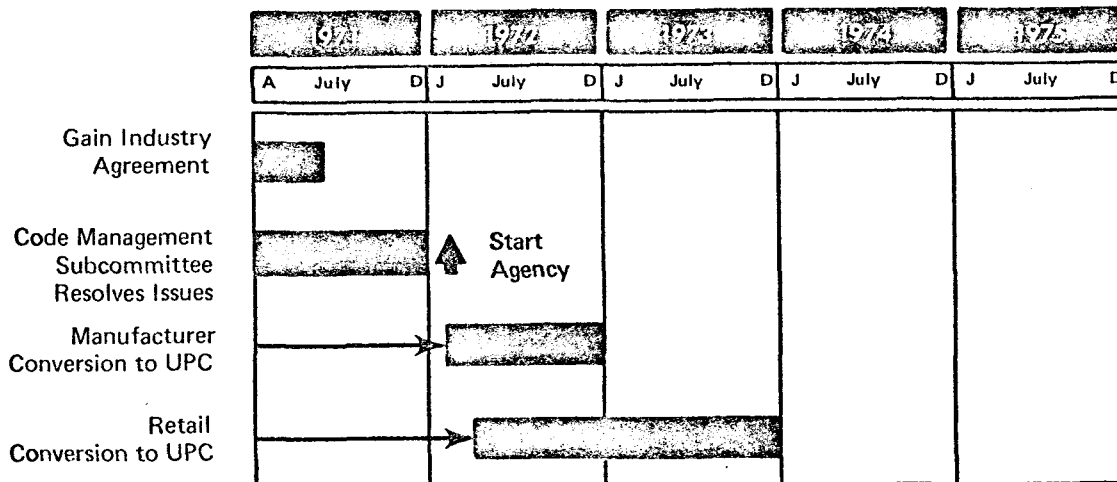 1971 1972 1973 1974 1975
A July D J July D J July D J July D J July D
Gain Industry
Agreement
Code Management
Subcommittee
Resolves Issues
Start
Agency
Manufacturer
Conversion to UPC
Retail
Conversion to UPC